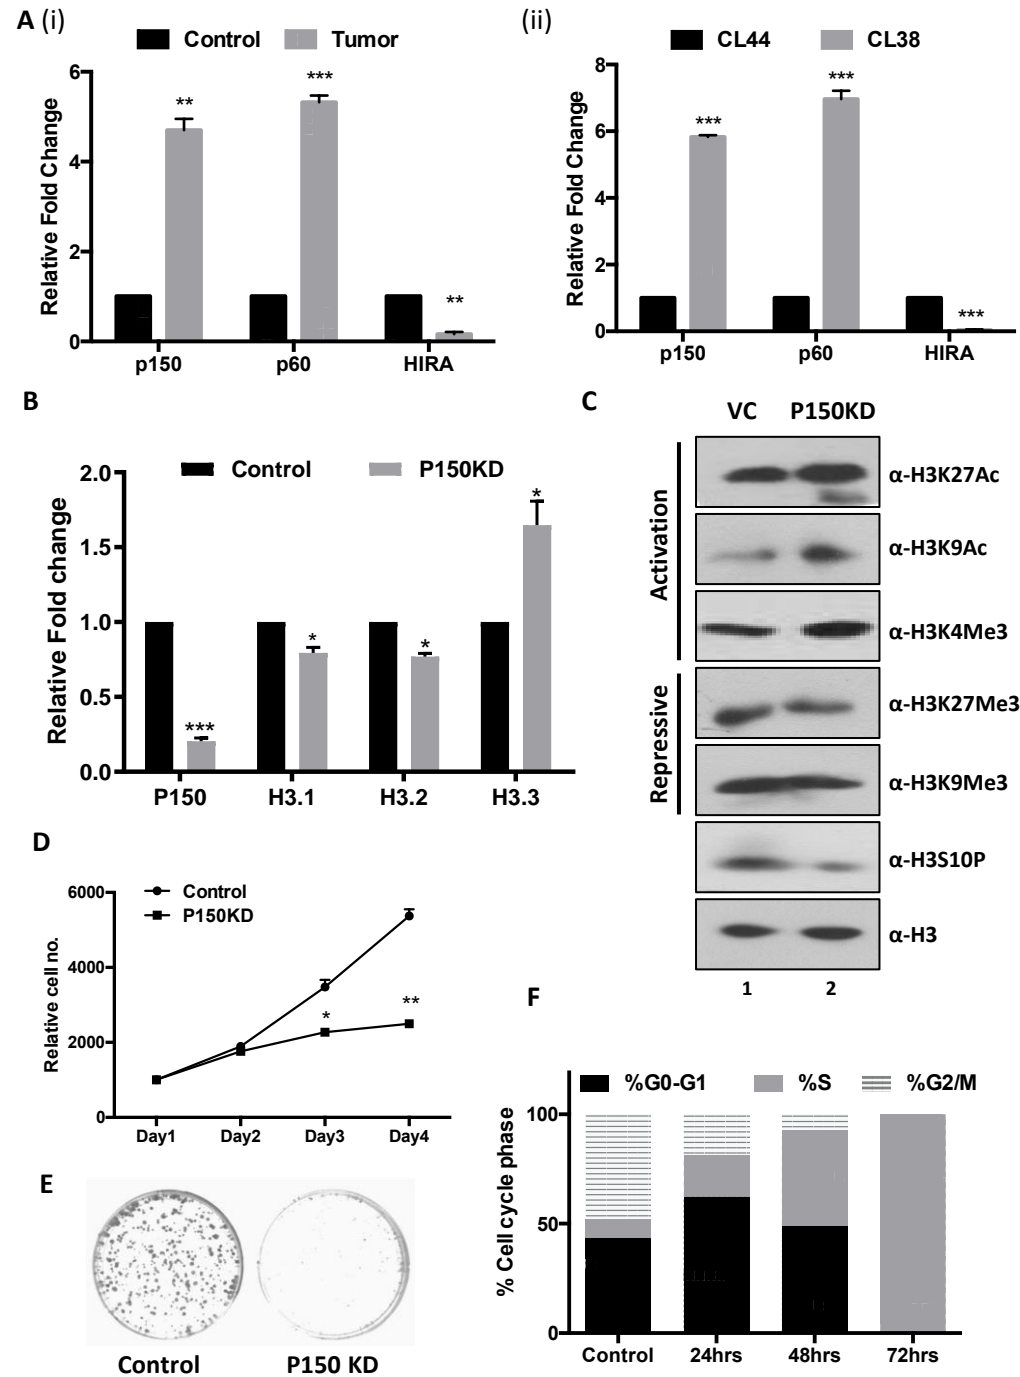 A (i)
Control Tumor
Relative Fold Change
6
4
2
0
** *** **
p150 p60 HIRA
(ii)
CL44 CL38
Relative Fold Change
8
6
4
2
0
*** *** ***
p150 p60 HIRA
B
Control P150KD
Relative Fold change
2.0
1.5
1.0
0.5
0.0
*** * * *
P150 H3.1 H3.2 H3.3
C
VC P150KD
Activation
α-H3K27Ac
α-H3K9Ac
α-H3K4Me3
Repressive
α-H3K27Me3
α-H3K9Me3
α-H3S10P
α-H3
1 2
D
Control
P150KD
Relative cell no.
6000
4000
2000
0
* **
Day1 Day2 Day3 Day4
E
Control P150 KD
F
%G0-G1 %S %G2/M
% Cell cycle phase
100
50
0
Control 24hrs 48hrs 72hrs